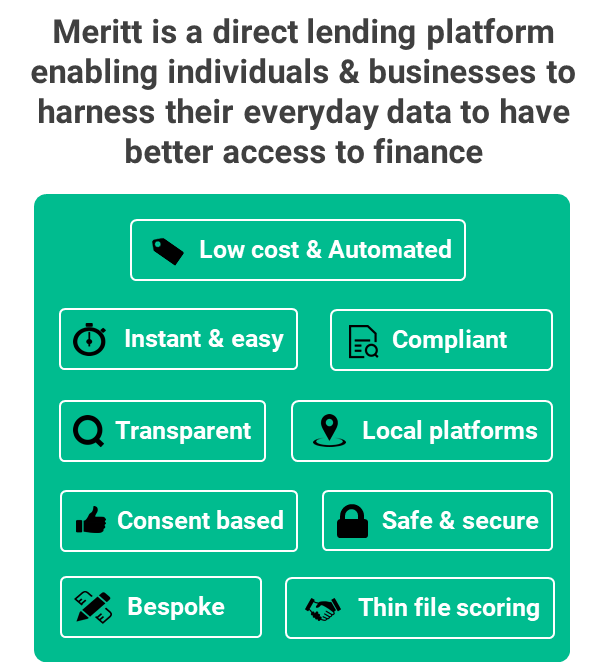 Meritt is a direct lending platform
enabling individuals & businesses to
harness their everyday data to have
better access to finance
Low cost & Automated
Instant & easy
Compliant
Transparent
Local platforms
Consent based
Safe & secure
Bespoke
Thin file scoring